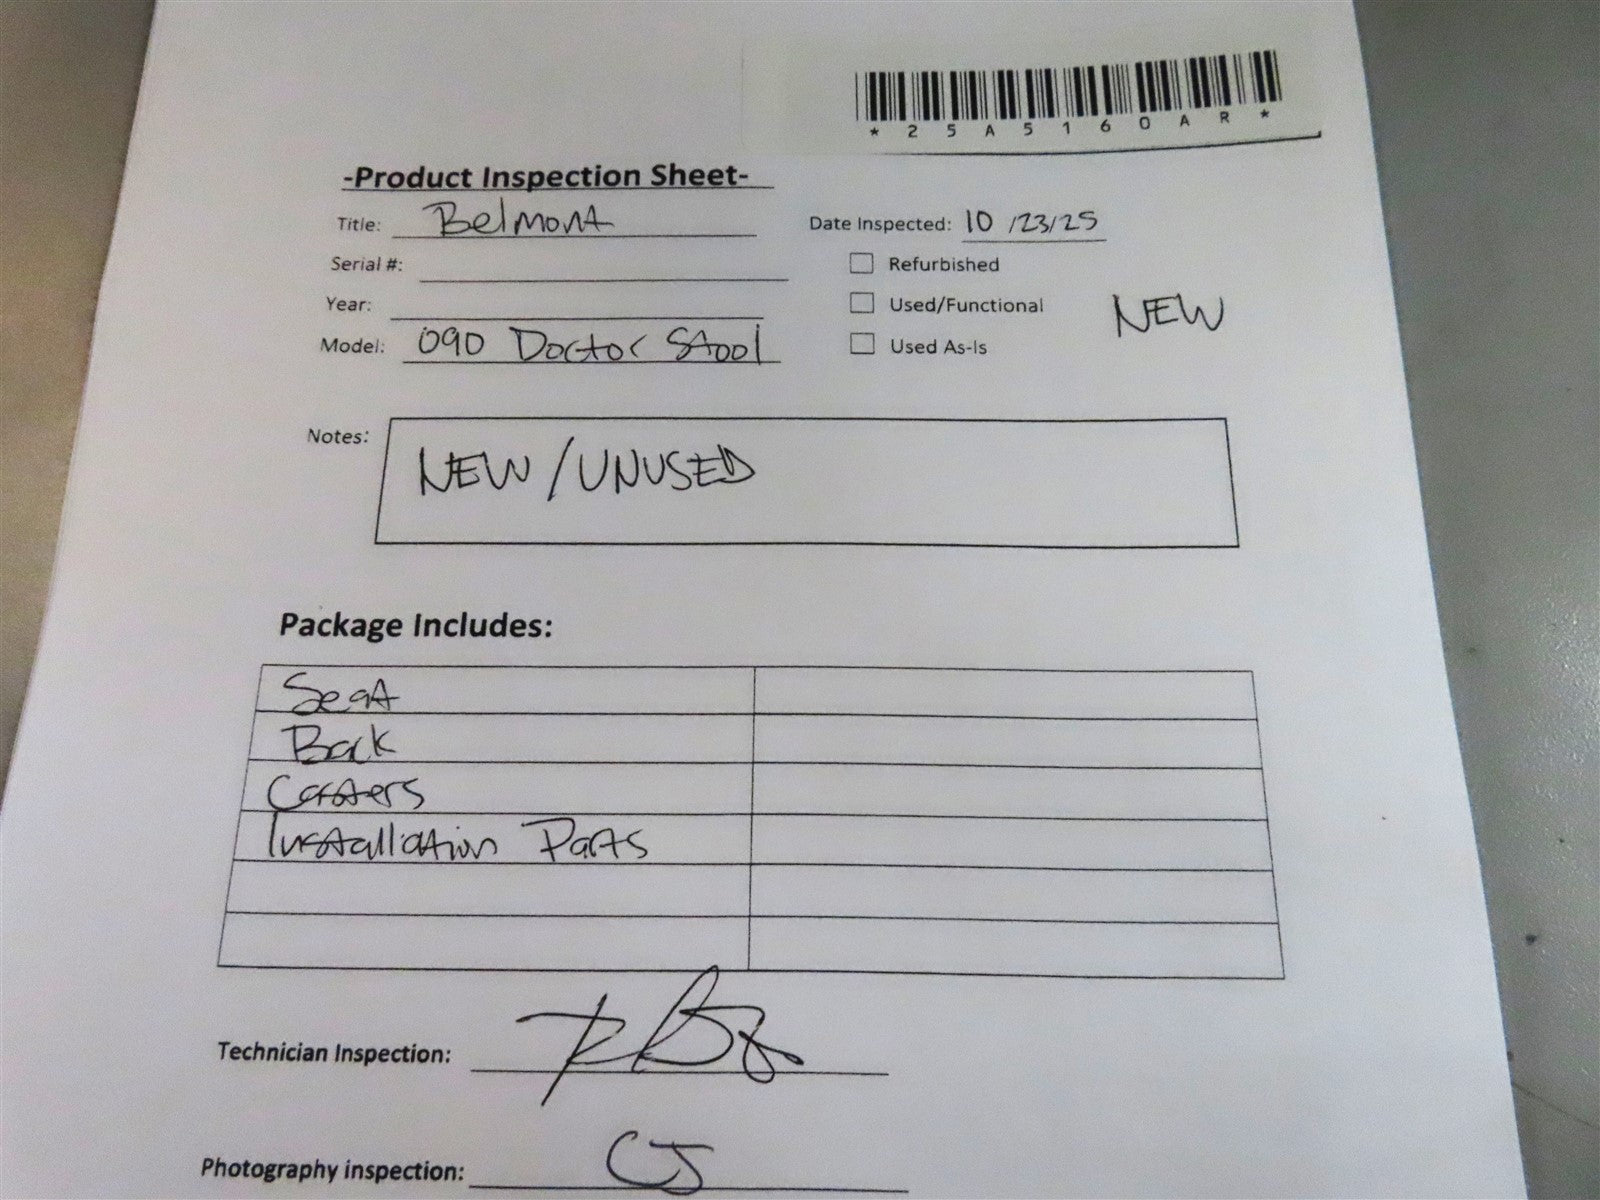 *25A5160AR*
-Product Inspection Sheet-
Title: Belmont
Date Inspected: 10/23/25
Serial #:
Refurbished
Year:
Used/Functional
NEW
Model: 090 Doctor Stool
Used As-Is
Notes: NEW/UNUSED
Package Includes:
Seat
Back
Casters
Installation Parts
Technician Inspection:
Photography inspection: CJ